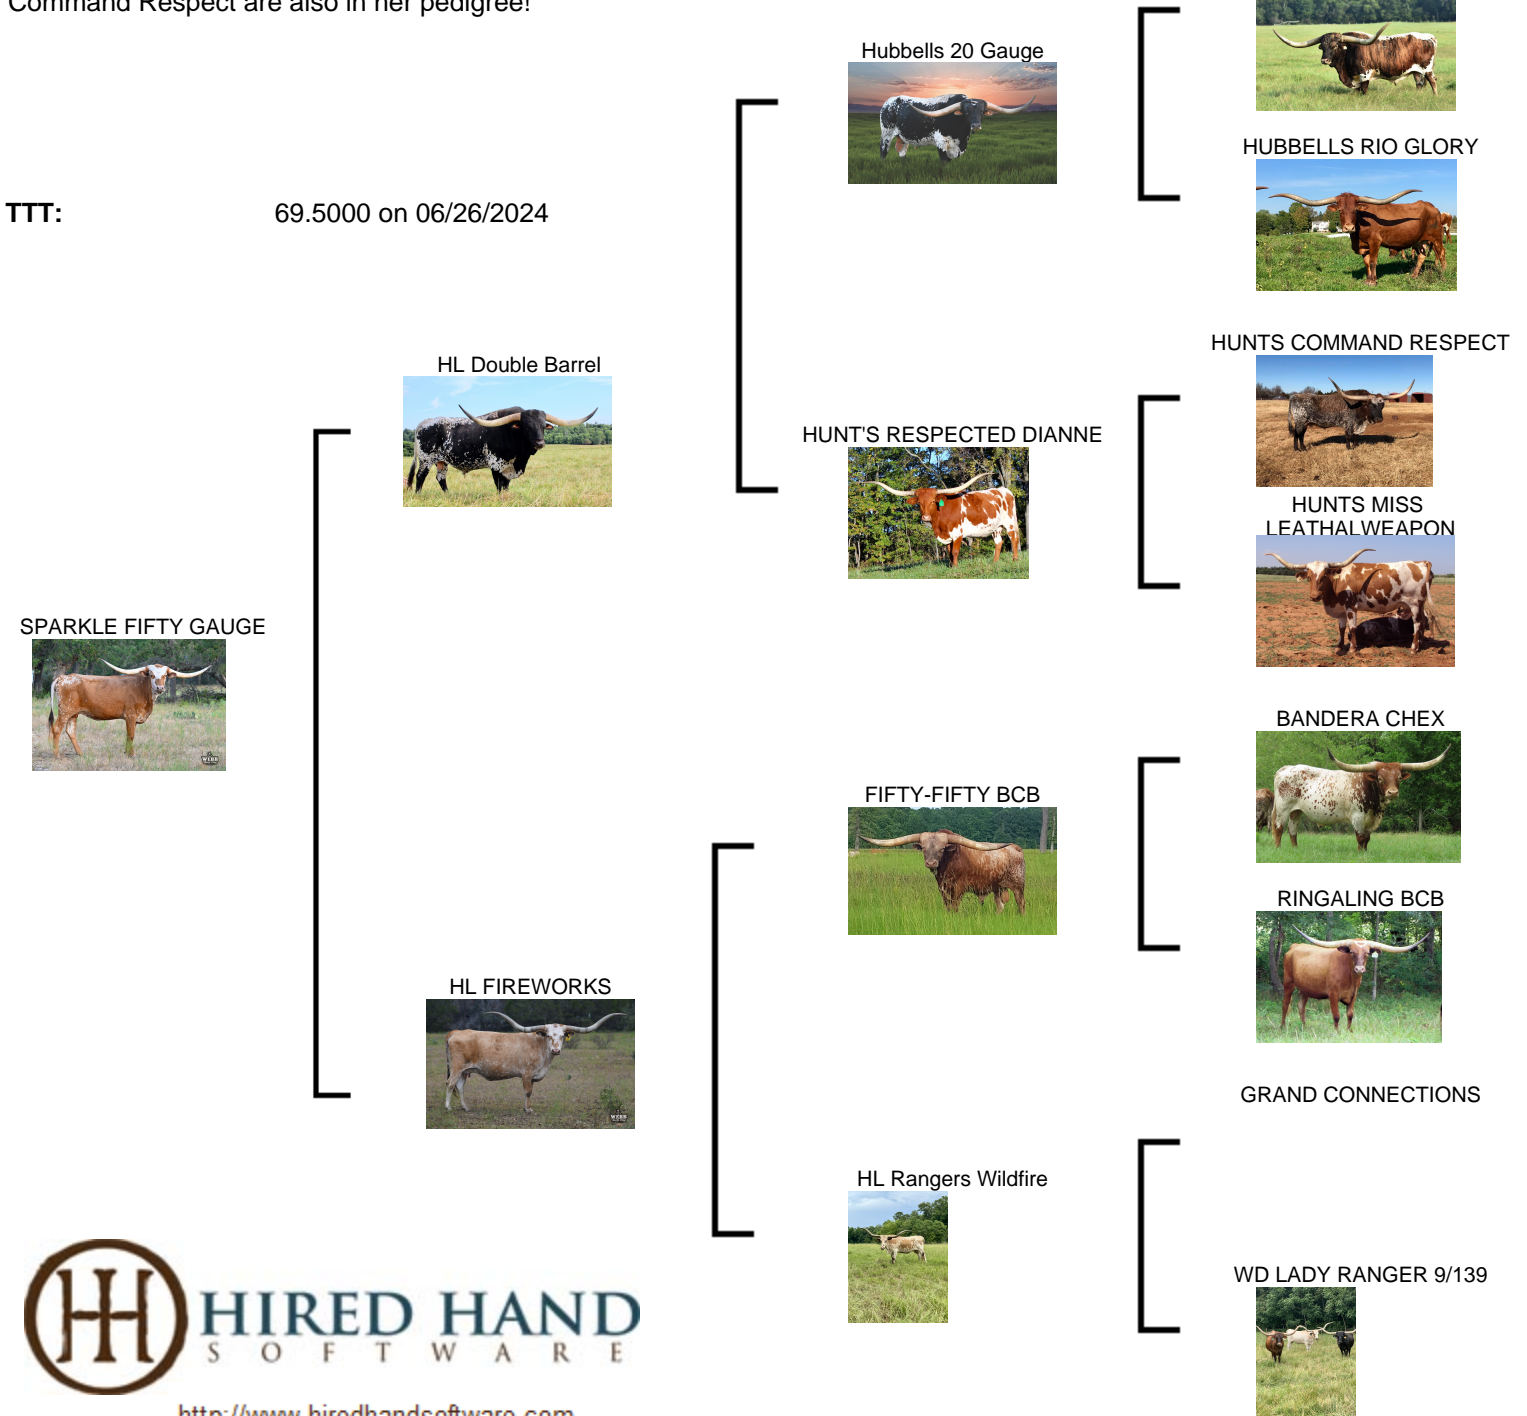 Command Respect are also in her pedigree!
Hubbells 20 Gauge
HUBBELLS RIO GLORY
TTT: 69.5000 on 06/26/2024
HUNTS COMMAND RESPECT
HL Double Barrel
HUNT'S RESPECTED DIANNE
HUNTS MISS
LEATHALWEAPON
SPARKLE FIFTY GAUGE
WEBB
BANDERA CHEX
FIFTY-FIFTY BCB
RINGALING BCB
HL FIREWORKS
WEBB
GRAND CONNECTIONS
HL Rangers Wildfire
WD LADY RANGER 9/139
HIRED HAND
SOFTWARE
http://www.hiredhandsoftware.com